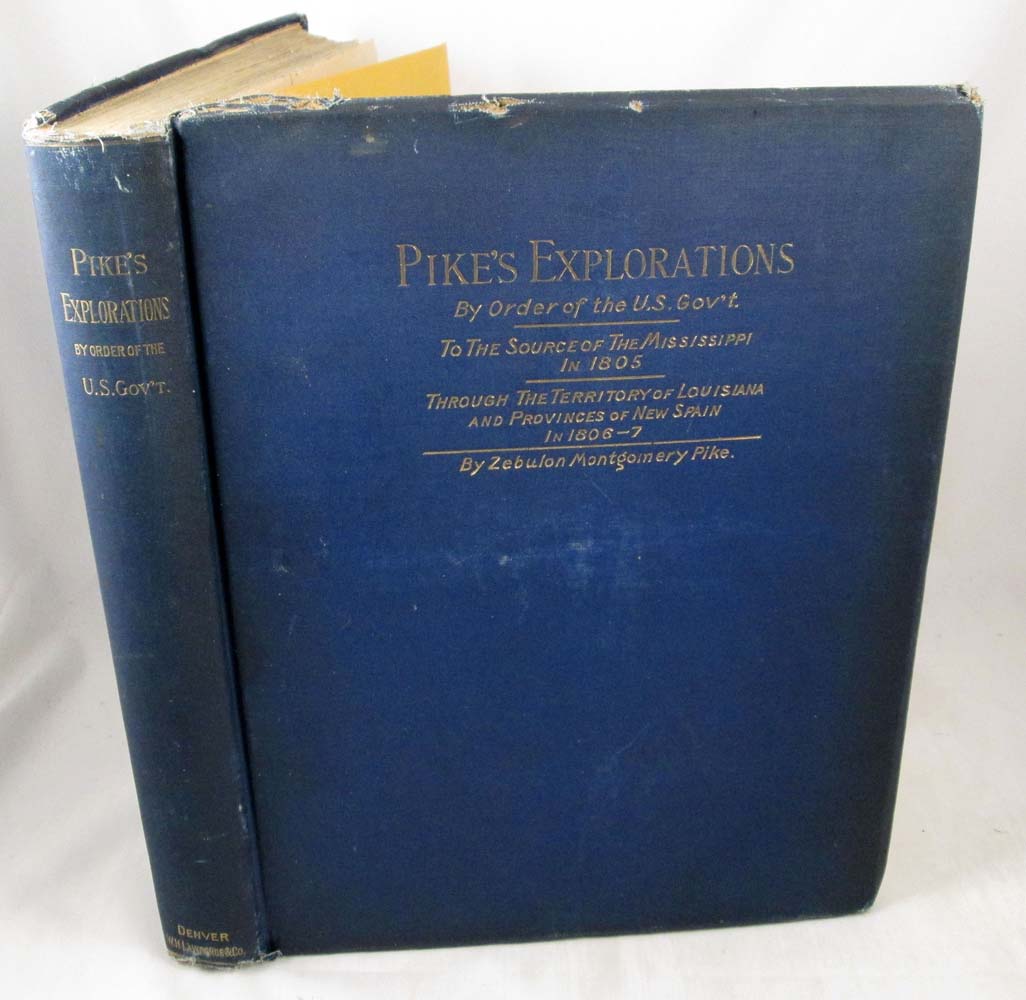 PIKE'S
EXPLORATIONS
BY ORDER OF THE
U.S. GOV'T.
DENVER
W.H. LAWRENCE & CO.
PIKE'S EXPLORATIONS
By Order of the U.S. Gov't.
TO THE SOURCE OF THE MISSISSIPPI
IN 1805
THROUGH THE TERRITORY OF LOUISIANA
AND PROVINCES OF NEW SPAIN
IN 1806-7
By Zebulon Montgomery Pike.